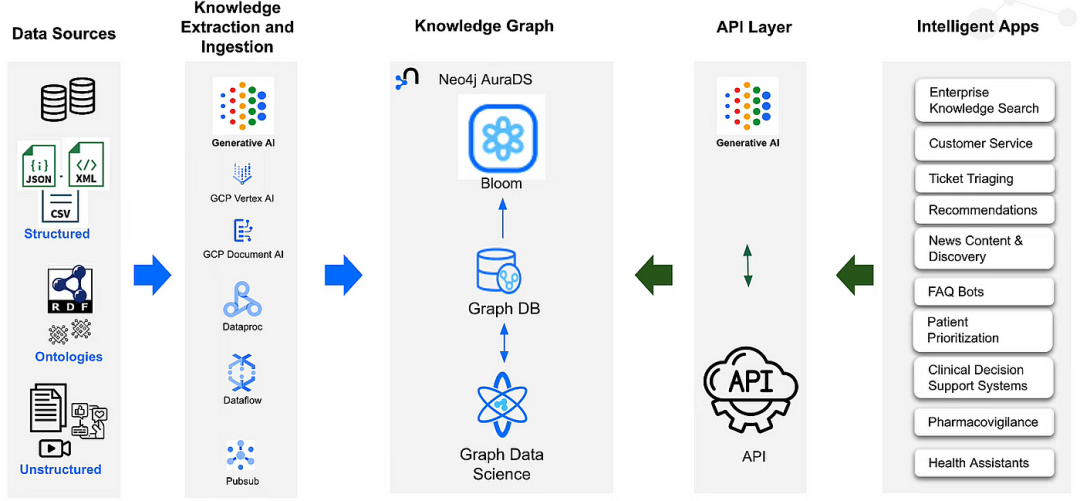 Data Sources
JSON
XML
CSV
Structured
RDF
Ontologies
Unstructured
Knowledge
Extraction and
Ingestion
Generative AI
GCP Vertex AI
GCP Document AI
Dataproc
Dataflow
Pubsub
Knowledge Graph
Neo4j AuraDS
Bloom
Graph DB
Graph Data
Science
API Layer
Generative AI
API
API
Intelligent Apps
Enterprise
Knowledge Search
Customer Service
Ticket Triaging
Recommendations
News Content &
Discovery
FAQ Bots
Patient
Prioritization
Clinical Decision
Support Systems
Pharmacovigilance
Health Assistants